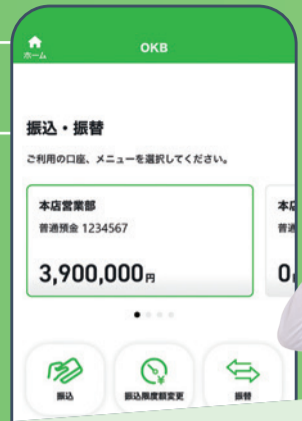 ホーム
OKB
振込・振替
ご利用の口座、メニューを選択してください。
本店営業部
普通預金 1234567
3,900,000円
振込
振込限度額変更
振替